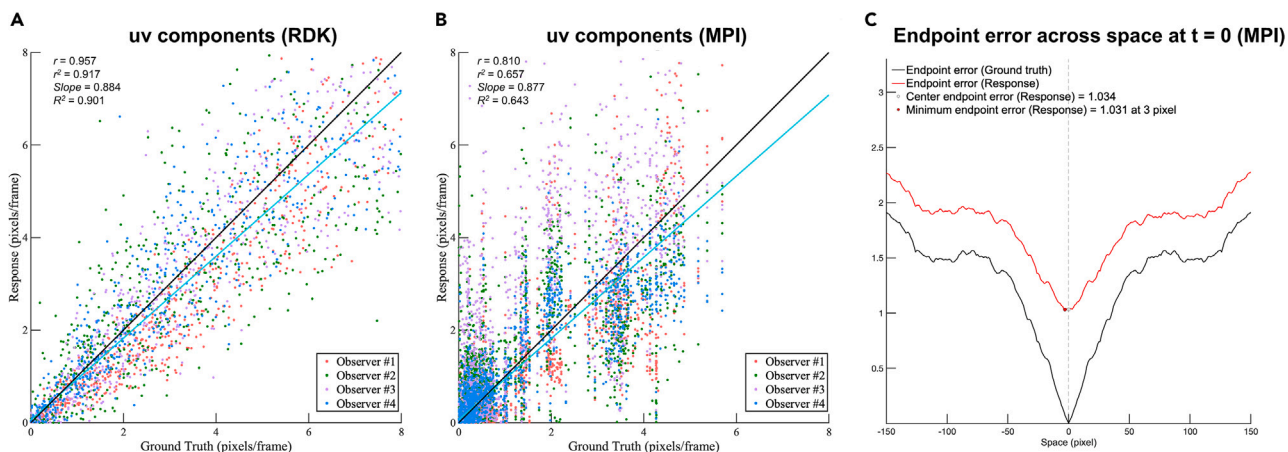 A
uv components (RDK)
r = 0.957
r² = 0.917
Slope = 0.884
R² = 0.901
8
6
4
2
0
Response (pixels/frame)
Observer #1
Observer #2
Observer #3
Observer #4
0 2 4 6 8
Ground Truth (pixels/frame)
B
uv components (MPI)
r = 0.810
r² = 0.657
Slope = 0.877
R² = 0.643
8
6
4
2
0
Response (pixels/frame)
Observer #1
Observer #2
Observer #3
Observer #4
0 2 4 6 8
Ground Truth (pixels/frame)
C
Endpoint error across space at t = 0 (MPI)
Endpoint error (Ground truth)
Endpoint error (Response)
Center endpoint error (Response) = 1.034
Minimum endpoint error (Response) = 1.031 at 3 pixel
3
2.5
2
1.5
1
0.5
-150 -100 -50 0 50 100 150
Space (pixel)